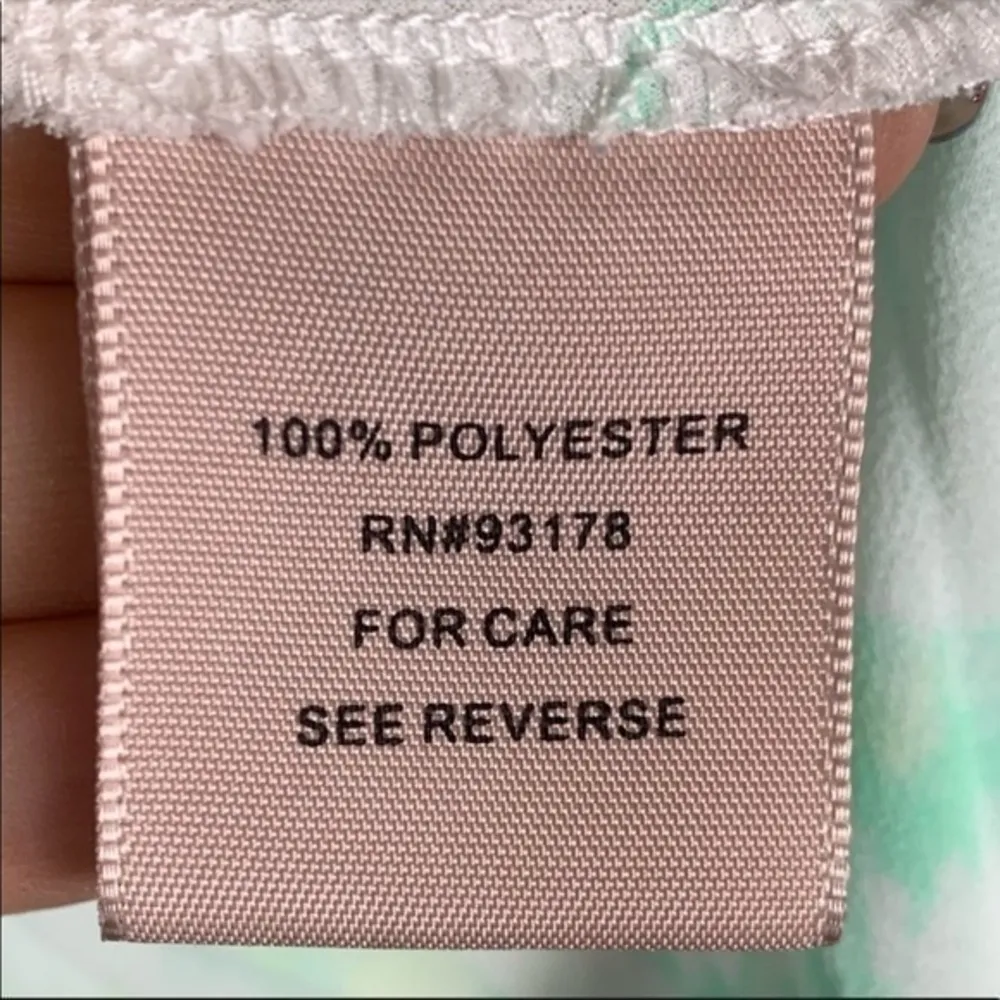 100% POLYESTER
RN#93178
FOR CARE
SEE REVERSE